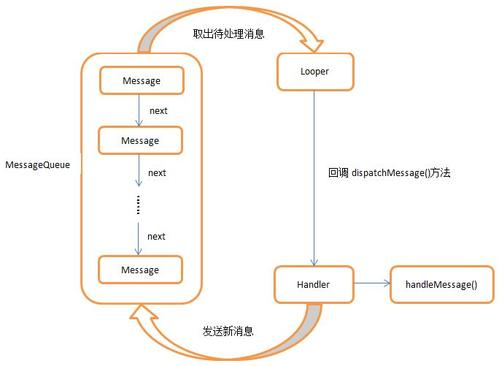 取出待处理消息
Message
Looper
next
Message
MessageQueue
next
回调 dispatchMessage()方法
next
Message
Handler
handleMessage()
发送新消息